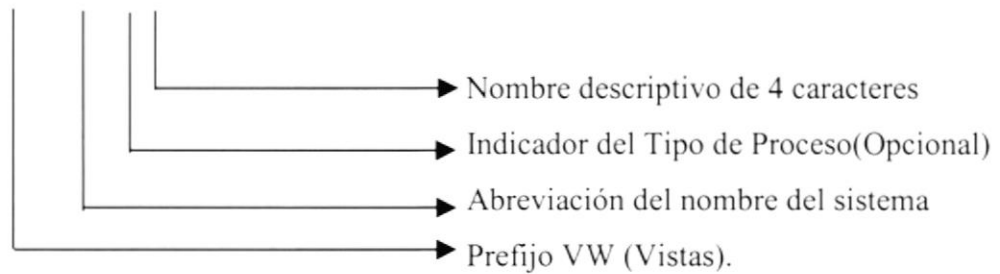 Nombre descriptivo de 4 caracteres
Indicador del Tipo de Proceso(Opcional)
Abreviación del nombre del sistema
Prefijo VW (Vistas).